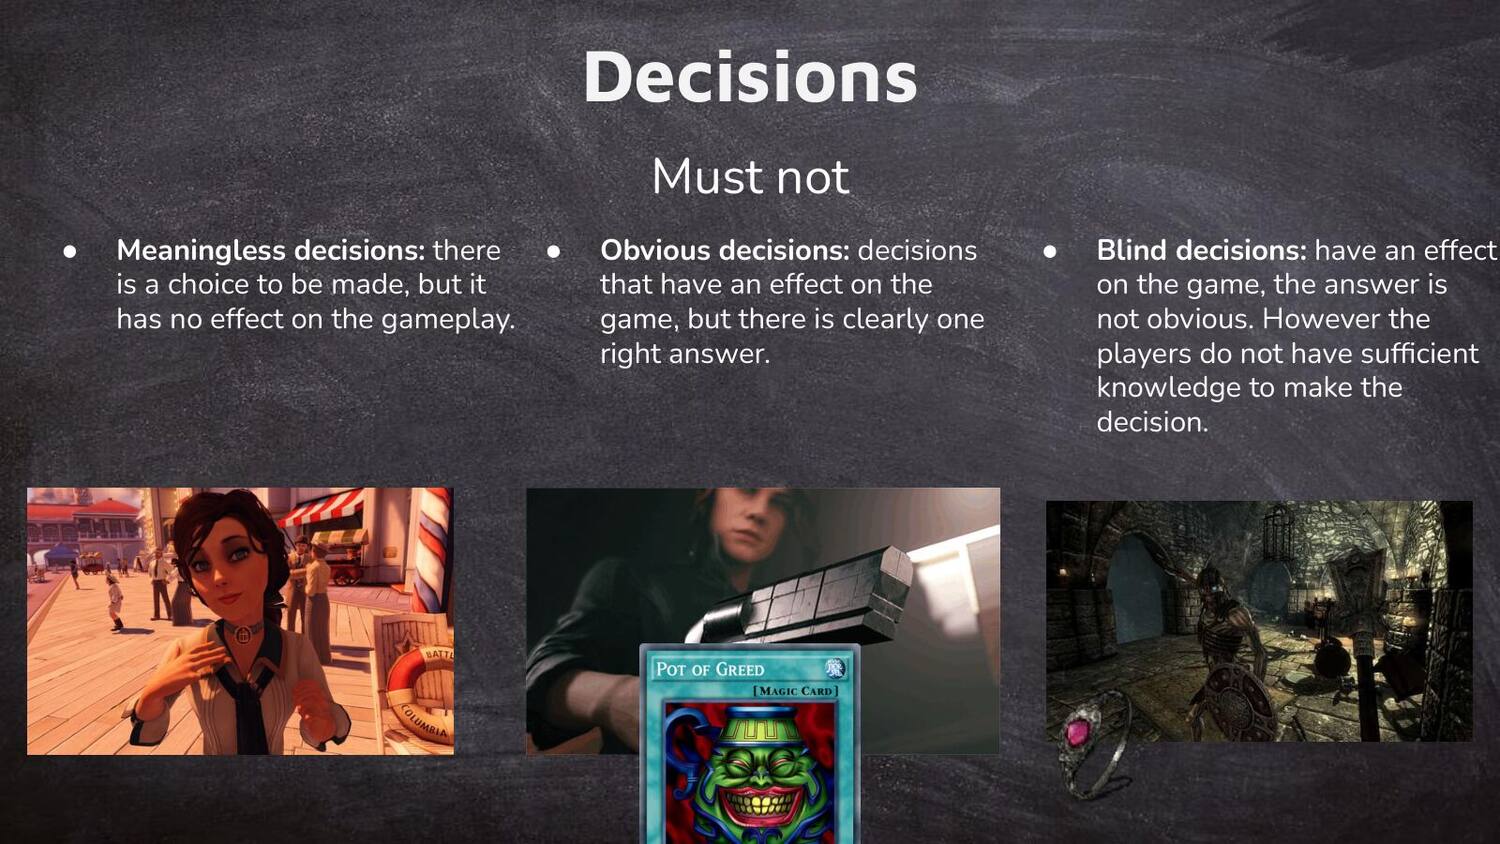 Decisions
Must not
● Meaningless decisions: there
is a choice to be made, but it
has no effect on the gameplay.
● Obvious decisions: decisions
that have an effect on the
game, but there is clearly one
right answer.
● Blind decisions: have an effect
on the game, the answer is
not obvious. However the
players do not have sufficient
knowledge to make the
decision.
BATTL
COLUMBIA
POT OF GREED
[MAGIC CARD]